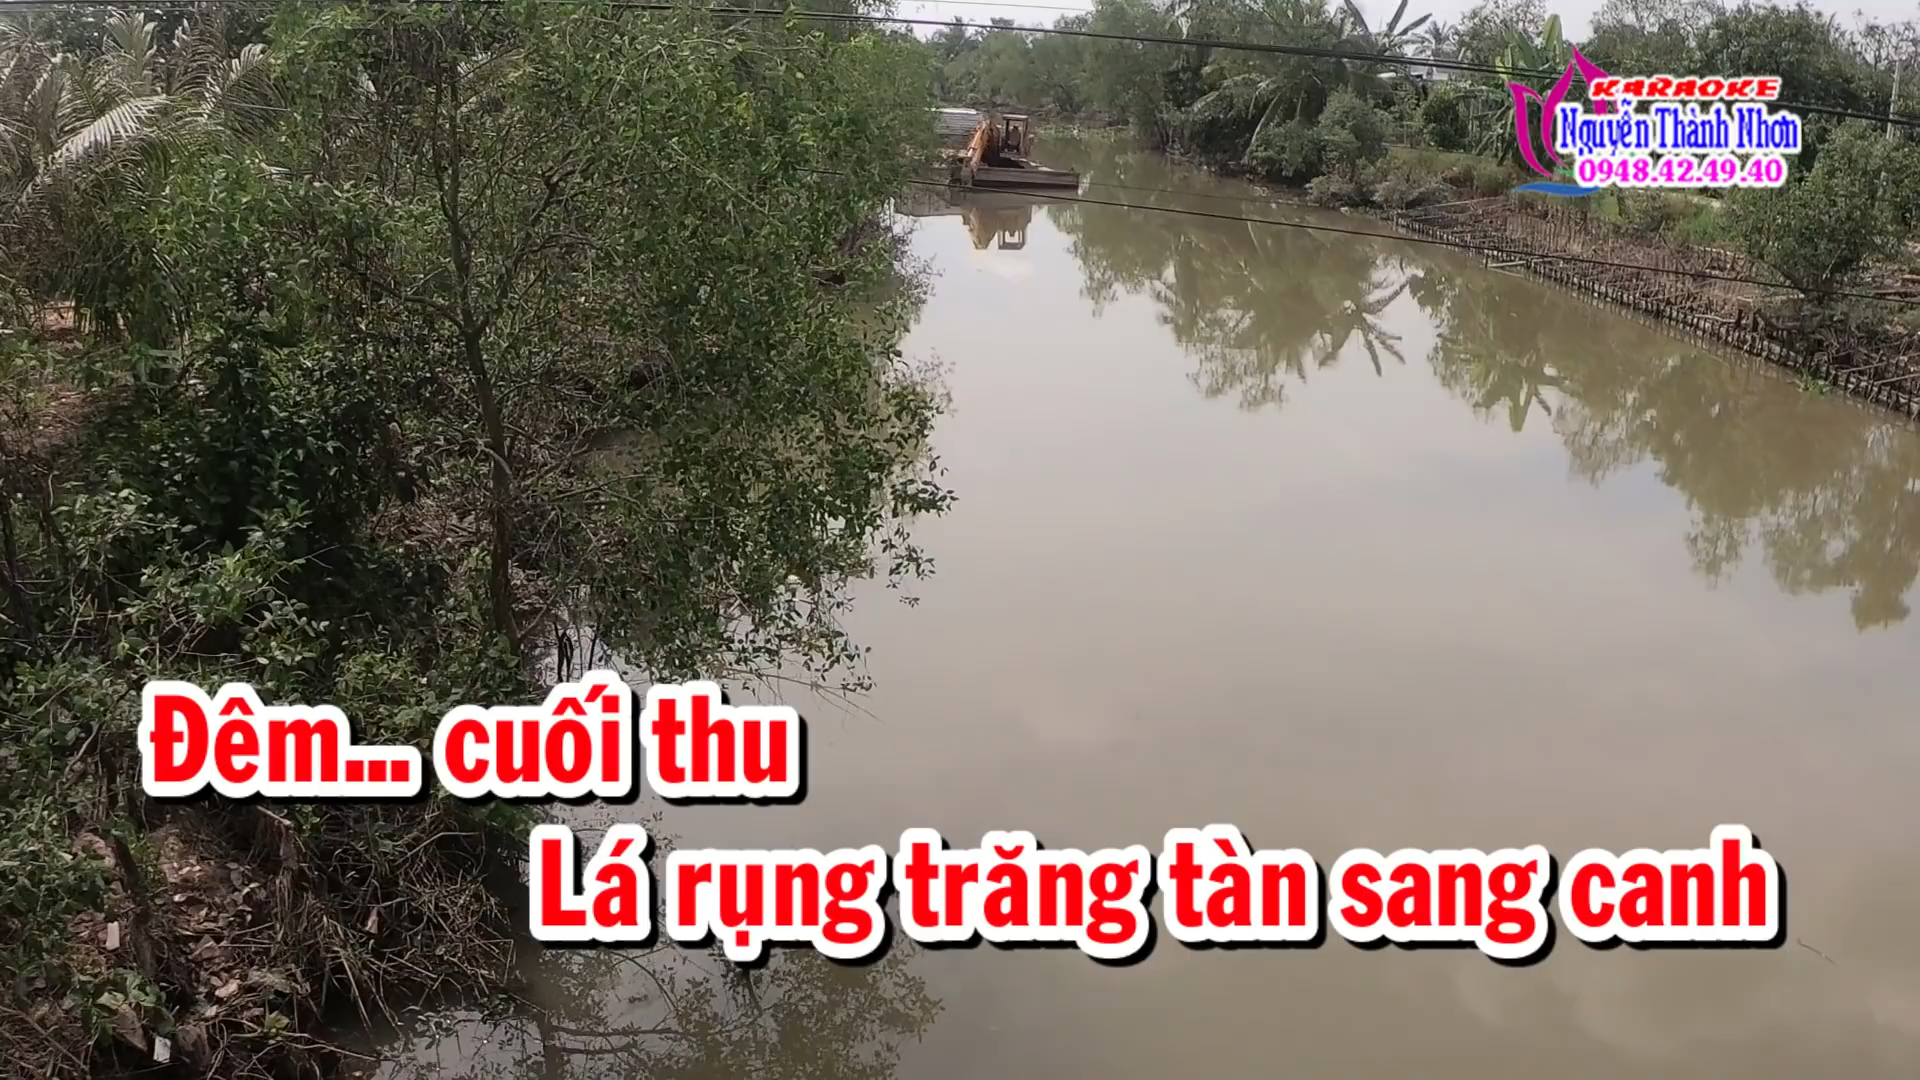 KARAOKE
Nguyễn Thành Nhơn
0948.42.49.40
Đêm... cuối thu
Lá rụng trăng tàn sang canh